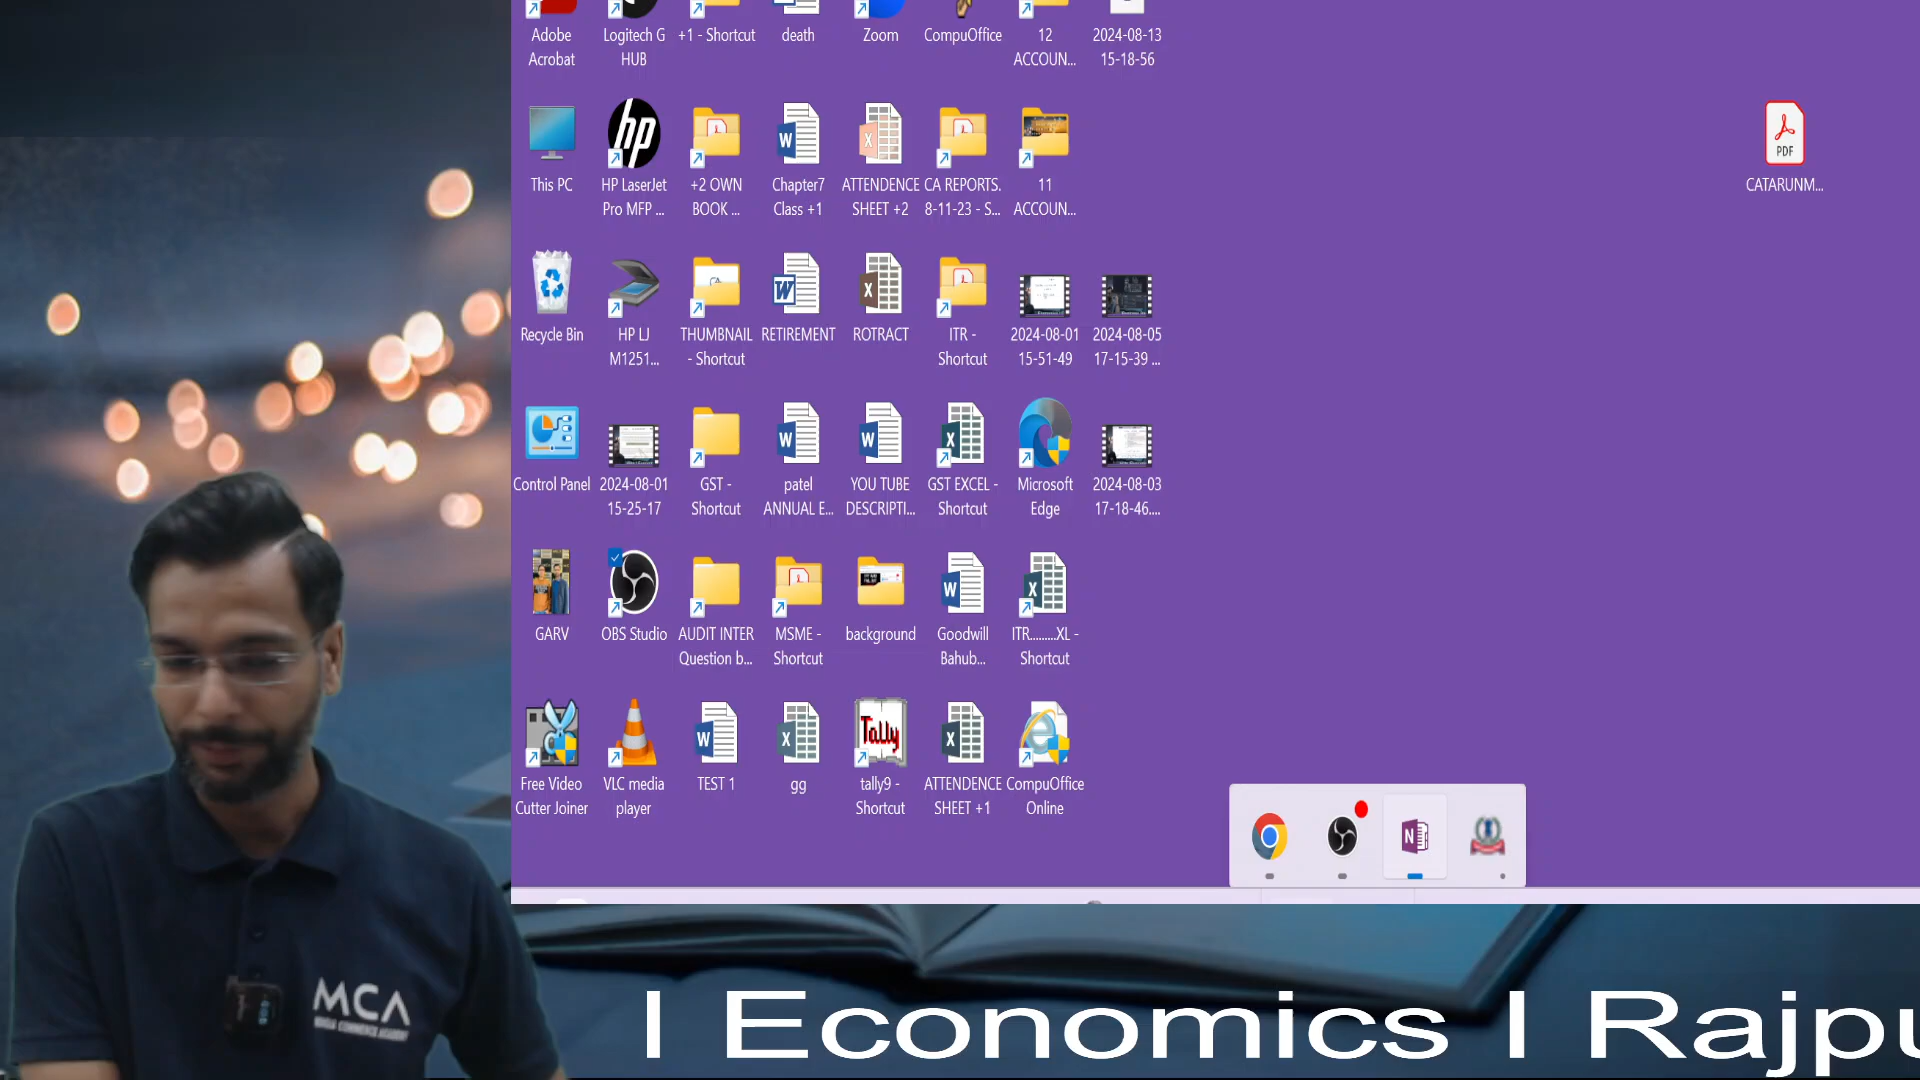 Adobe Acrobat
Logitech G HUB
+1 - Shortcut
death
Zoom
CompuOffice
12 ACCOUN...
2024-08-13 15-18-56
This PC
hp
HP LaserJet Pro MFP ...
+2 OWN BOOK ...
Chapter7 Class +1
ATTENDENCE SHEET +2
CA REPORTS. 8-11-23 - S...
11 ACCOUN...
PDF
CATARUNM...
Recycle Bin
HP LJ M1251...
THUMBNAIL - Shortcut
RETIREMENT
ROTRACT
ITR - Shortcut
2024-08-01 15-51-49
2024-08-05 17-15-39 ...
Control Panel
2024-08-01 15-25-17
GST - Shortcut
patel ANNUAL E...
YOU TUBE DESCRIPTI...
GST EXCEL - Shortcut
Microsoft Edge
2024-08-03 17-18-46....
GARV
OBS Studio
AUDIT INTER Question b...
MSME - Shortcut
background
Goodwill Bahub...
ITR.........XL - Shortcut
Free Video Cutter Joiner
VLC media player
TEST 1
gg
Tally
tally9 - Shortcut
ATTENDENCE SHEET +1
CompuOffice Online
MCA
I Economics I Rajpu